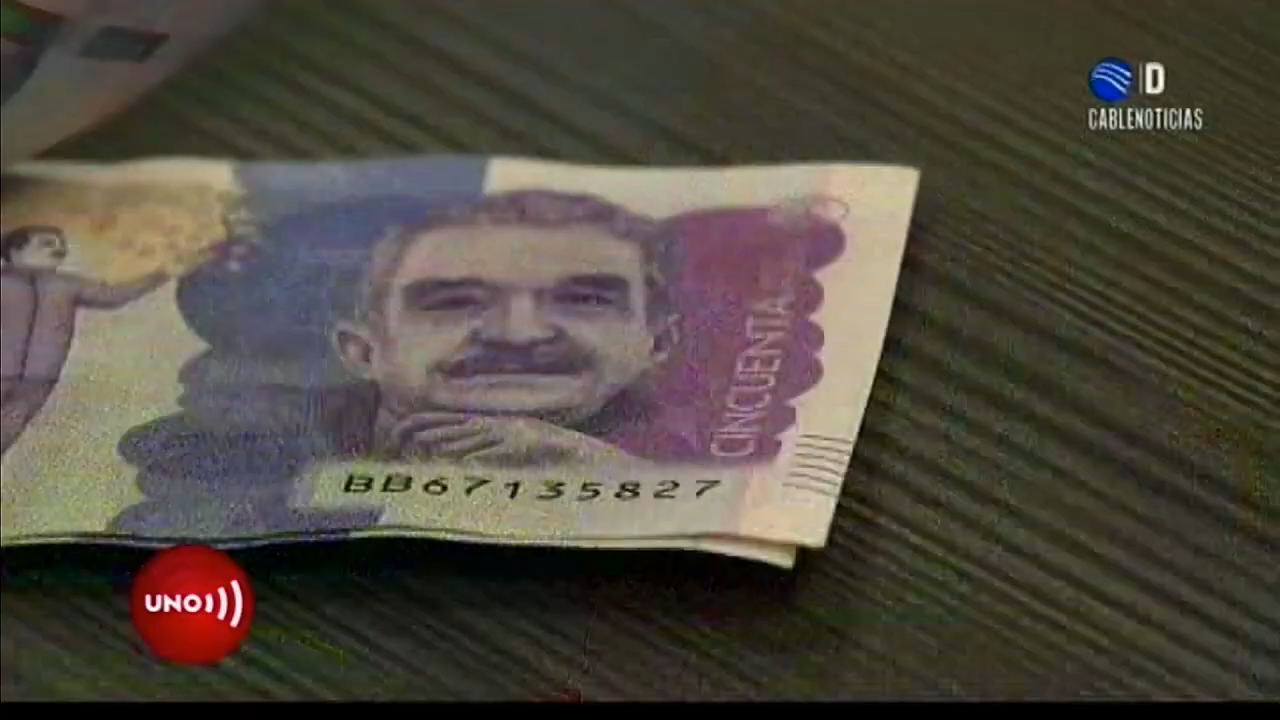 D
CABLENOTICIAS
CINCUENTA
BB67135827
UNO